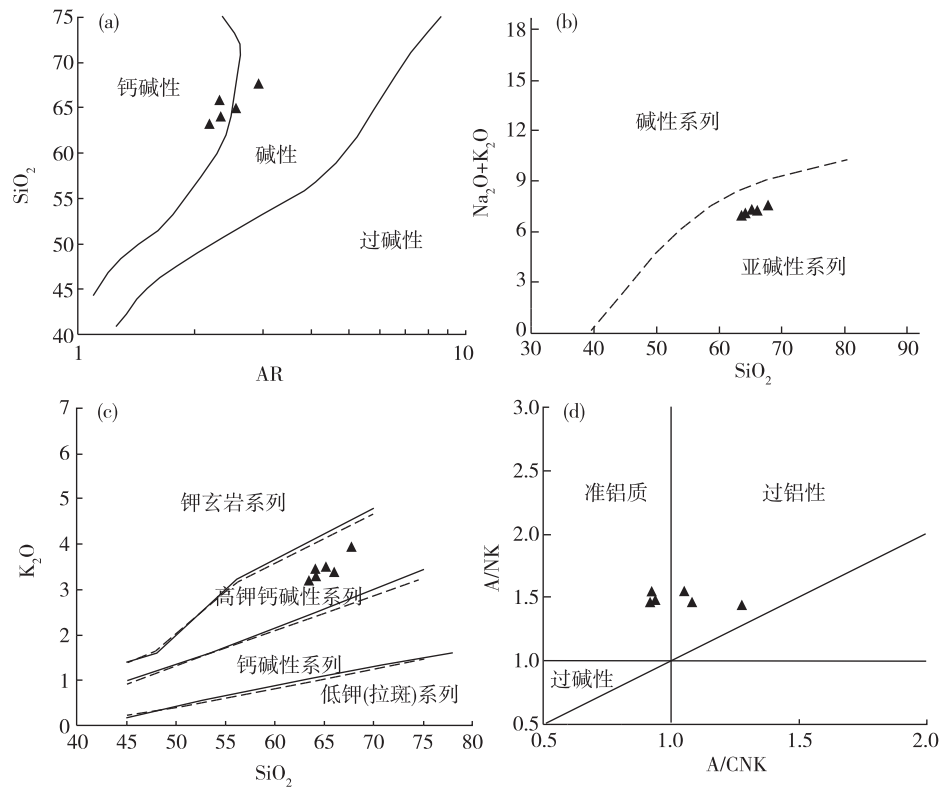 (a)
75
70
65
60
55
50
45
40
SiO₂
钙碱性
碱性
过碱性
1
10
AR
(b)
18
15
12
9
6
3
0
Na₂O+K₂O
碱性系列
亚碱性系列
30
40
50
60
70
80
90
SiO₂
(c)
7
6
5
4
3
2
1
0
K₂O
钾玄岩系列
高钾钙碱性系列
钙碱性系列
低钾(拉斑)系列
40
45
50
55
60
65
70
75
80
SiO₂
(d)
3.0
2.5
2.0
1.5
1.0
0.5
A/NK
准铝质
过铝性
过碱性
0.5
1.0
1.5
2.0
A/CNK